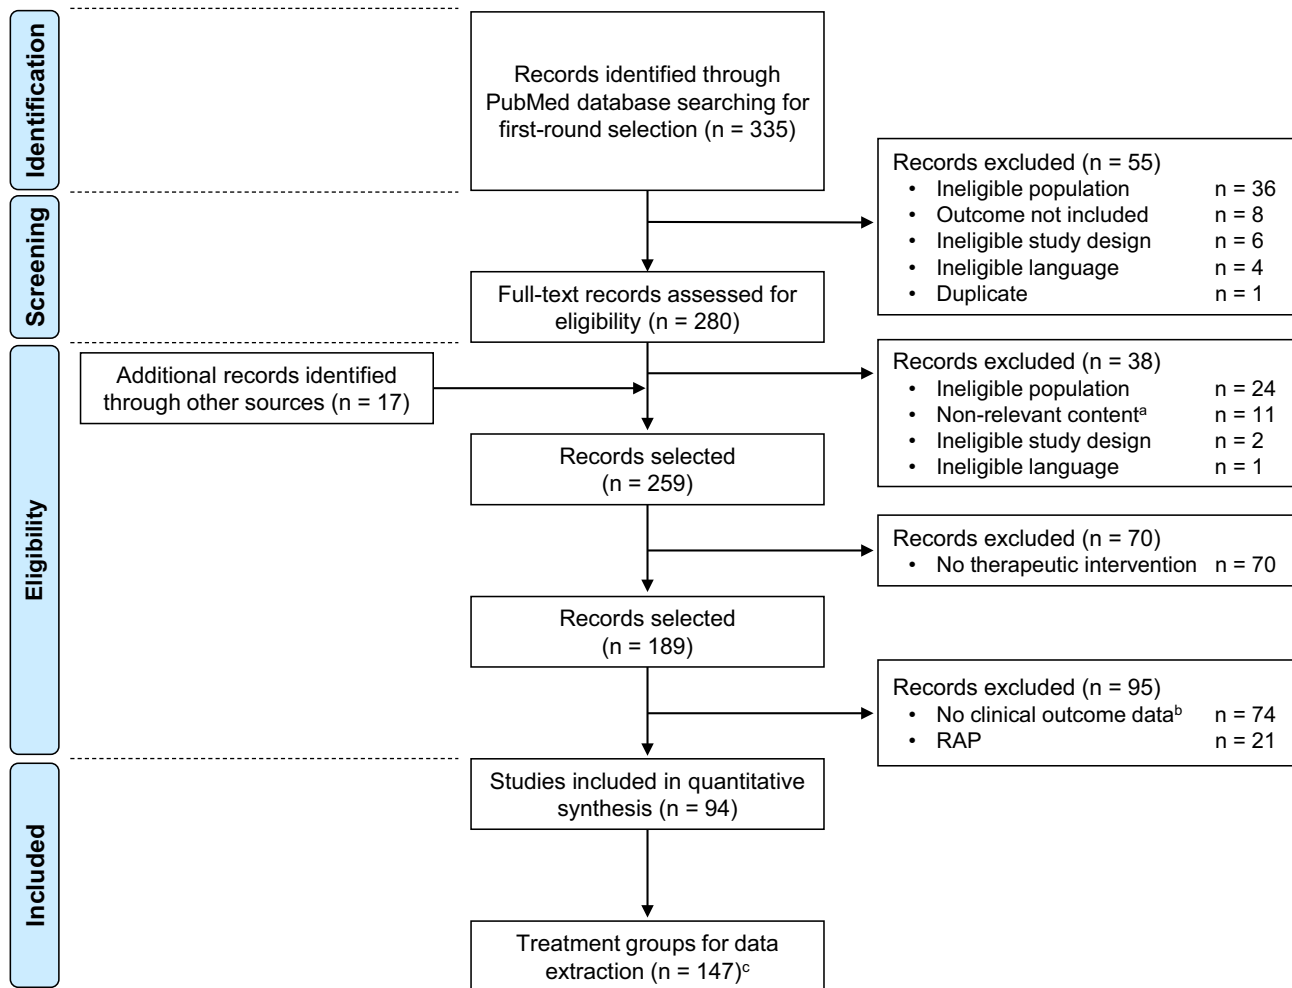 Identification
Records identified through
PubMed database searching for
first-round selection (n = 335)
Records excluded (n = 55)
• Ineligible population n = 36
• Outcome not included n = 8
• Ineligible study design n = 6
• Ineligible language n = 4
• Duplicate n = 1
Screening
Full-text records assessed for
eligibility (n = 280)
Eligibility
Additional records identified
through other sources (n = 17)
Records excluded (n = 38)
• Ineligible population n = 24
• Non-relevant contentᵃ n = 11
• Ineligible study design n = 2
• Ineligible language n = 1
Records selected
(n = 259)
Records excluded (n = 70)
• No therapeutic intervention n = 70
Records selected
(n = 189)
Records excluded (n = 95)
• No clinical outcome dataᵇ n = 74
• RAP n = 21
Included
Studies included in quantitative
synthesis (n = 94)
Treatment groups for data
extraction (n = 147)ᶜ